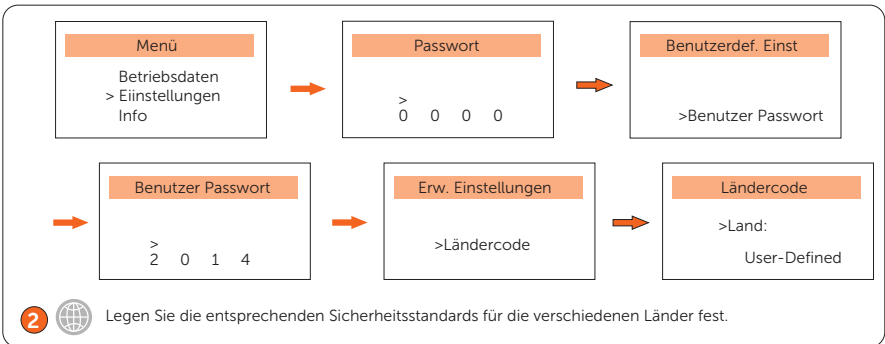 Menü
Betriebsdaten
> Eiinstellungen
Info
Passwort
>
0 0 0 0
Benutzerdef. Einst
>Benutzer Passwort
Benutzer Passwort
>
2 0 1 4
Erw. Einstellungen
>Ländercode
Ländercode
>Land:
User-Defined
2 Legen Sie die entsprechenden Sicherheitsstandards für die verschiedenen Länder fest.